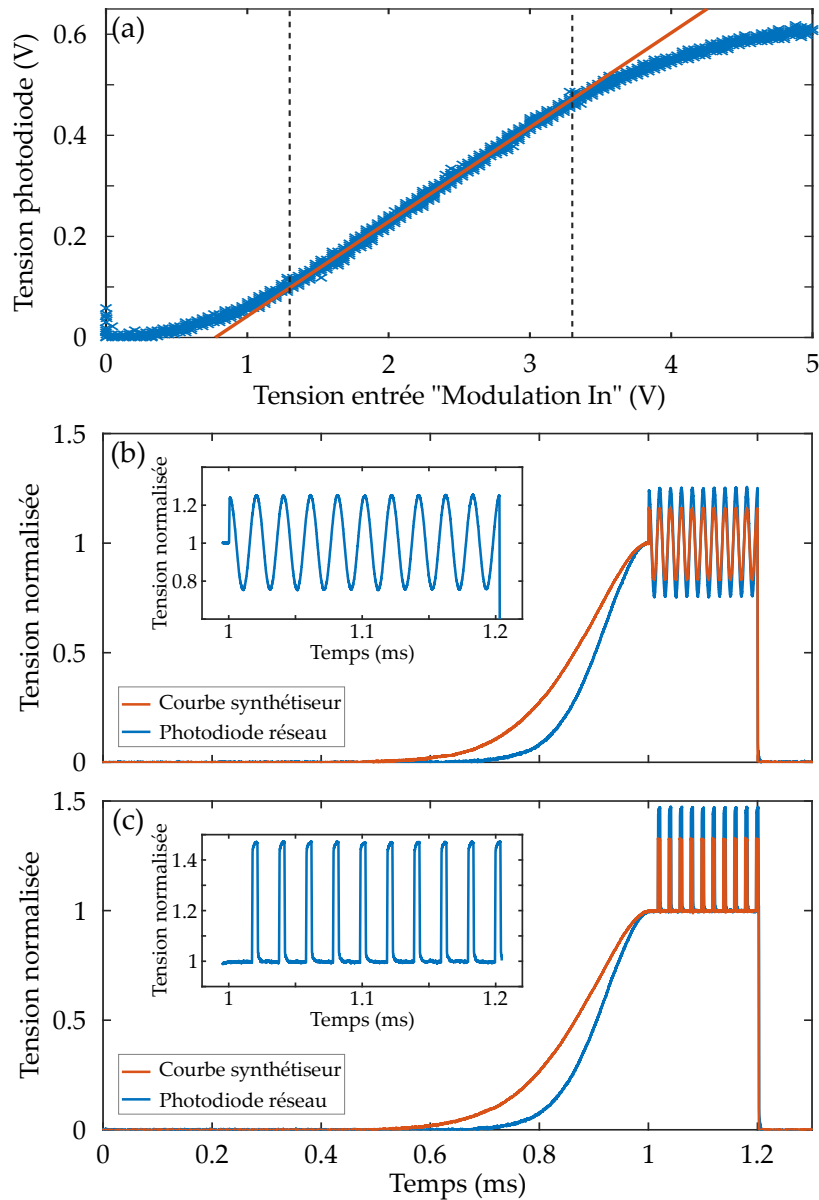 (a)
Tension photodiode (V)
0.6
0.4
0.2
0
0 1 2 3 4 5
Tension entrée "Modulation In" (V)
(b)
Tension normalisée
1.5
1
0.5
0
Tension normalisée
1.2
1
0.8
1 1.1 1.2
Temps (ms)
Courbe synthétiseur
Photodiode réseau
(c)
Tension normalisée
1.5
1
0.5
0
Tension normalisée
1.4
1.2
1
1 1.1 1.2
Temps (ms)
Courbe synthétiseur
Photodiode réseau
0 0.2 0.4 0.6 0.8 1 1.2
Temps (ms)